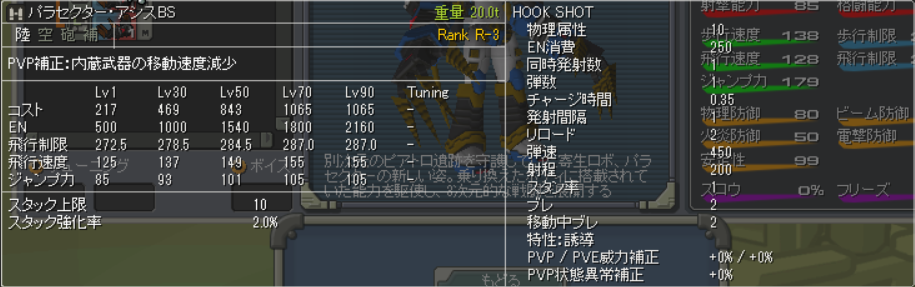 パラセクター・アシスBS 重量 20.0t
陸 空 砲 補 Rank R-3
PVP補正:内蔵武器の移動速度減少
Lv1 Lv30 Lv50 Lv70 Lv90 Tuning
コスト 217 469 843 1065 1065 -
EN 500 1000 1540 1800 2160 -
飛行制限 272.5 278.5 284.5 287.0 287.0 -
飛行速度 125 137 149 155 155 -
ジャンプ力 85 93 101 105 105 -
スタック上限 10
スタック強化率 2.0%
HOOK SHOT
物理属性 10
EN消費 250
同時発射数 1
弾数
チャージ時間 0.35
発射間隔 1
リロード 2
弾速 450
射程 200
スタン率
ブレ 2
移動中ブレ 2
特性:誘導
PVP / PVE威力補正 +0% / +0%
PVP状態異常補正 +0%
射撃能力 85 格闘能力
歩行速度 138 歩行制限
飛行速度 128 飛行制限
ジャンプ力 179
物理防御 80 ビーム防御
火炎防御 50 電撃防御
安定性 99
スロウ 0% フリーズ
ボイス
もどる